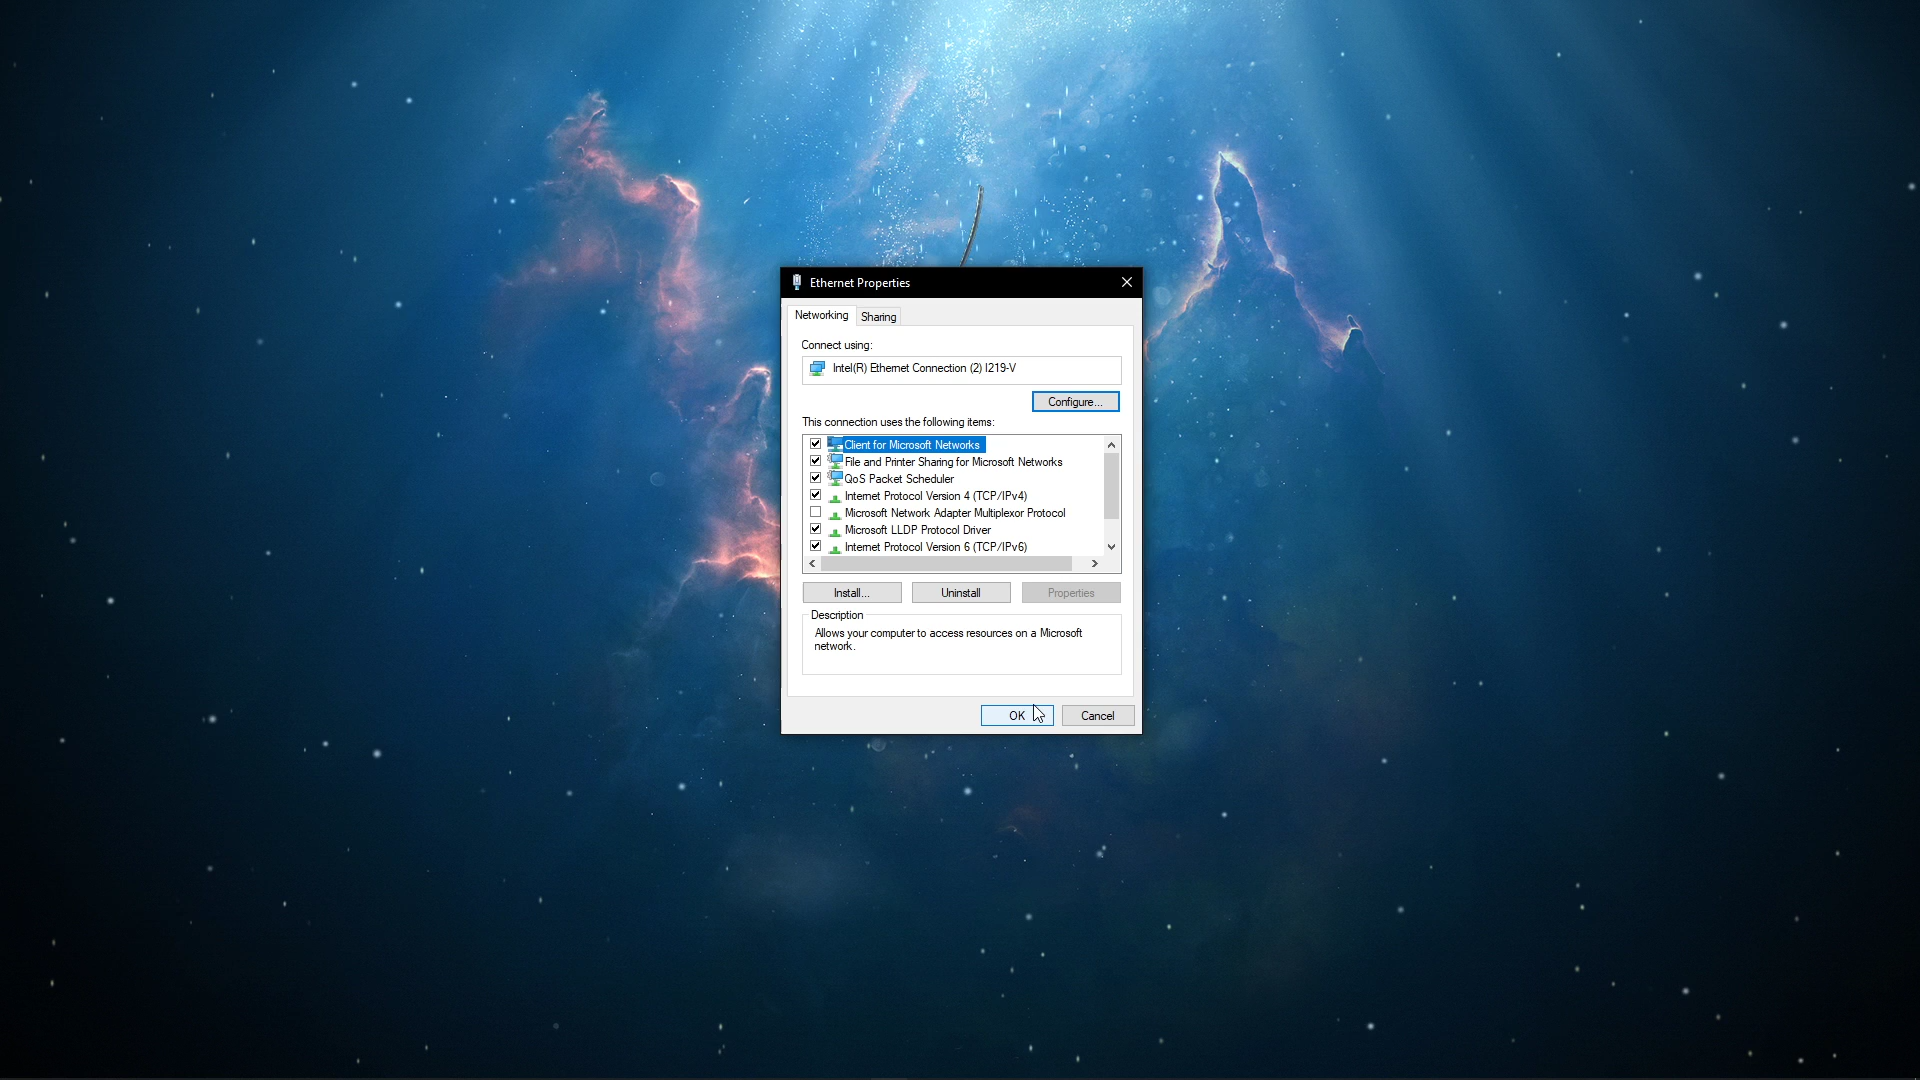 Ethernet Properties
Networking
Sharing
Connect using:
Intel(R) Ethernet Connection (2) I219-V
Configure...
This connection uses the following items:
Client for Microsoft Networks
File and Printer Sharing for Microsoft Networks
QoS Packet Scheduler
Internet Protocol Version 4 (TCP/IPv4)
Microsoft Network Adapter Multiplexor Protocol
Microsoft LLDP Protocol Driver
Internet Protocol Version 6 (TCP/IPv6)
Install...
Uninstall
Properties
Description
Allows your computer to access resources on a Microsoft
network.
OK
Cancel